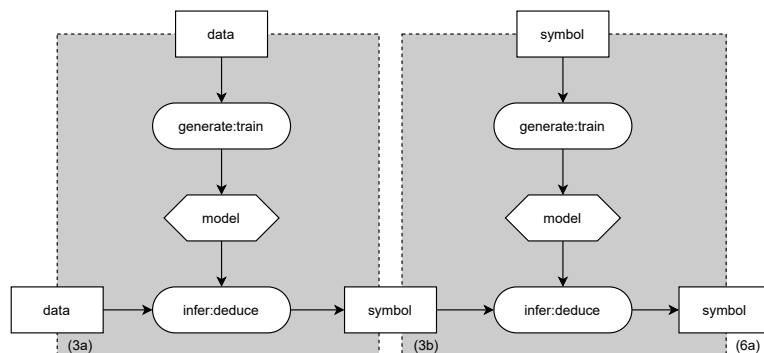 data
symbol
generate:train
generate:train
model
model
data
infer:deduce
symbol
infer:deduce
symbol
(3a)
(3b)
(6a)